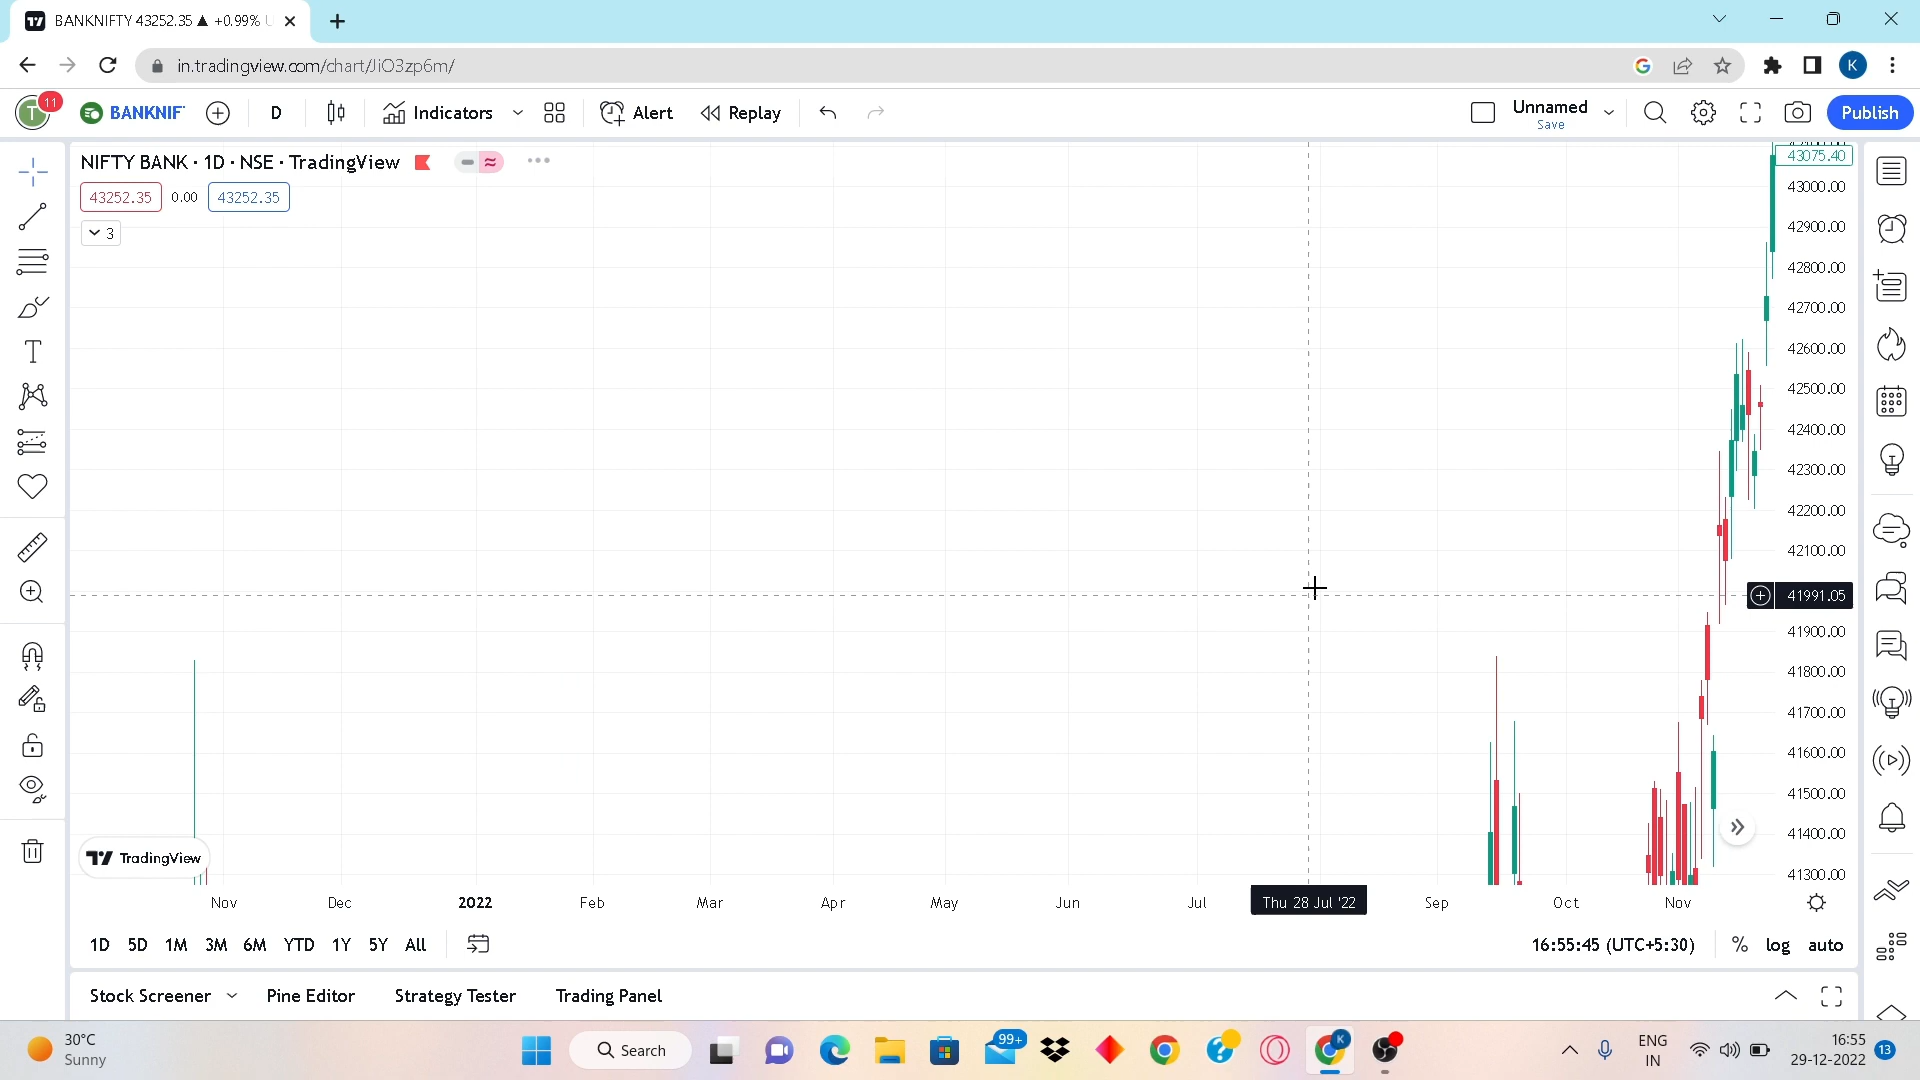 BANKNIFTY 43252.35 ▲ +0.99%
in.tradingview.com/chart/JiO3zp6m/
K
T
11
BANKNIF
D
Indicators
Alert
Replay
Unnamed
Save
Publish
NIFTY BANK · 1D · NSE · TradingView
43252.35 0.00 43252.35
3
43075.40
43000.00
42900.00
42800.00
42700.00
42600.00
42500.00
42400.00
42300.00
42200.00
42100.00
41991.05
41900.00
41800.00
41700.00
41600.00
41500.00
41400.00
41300.00
TradingView
Nov Dec 2022 Feb Mar Apr May Jun Jul Thu 28 Jul '22 Sep Oct Nov
1D 5D 1M 3M 6M YTD 1Y 5Y All
16:55:45 (UTC+5:30) % log auto
Stock Screener Pine Editor Strategy Tester Trading Panel
30°C
Sunny
Search
99+
K
ENG
IN
16:55
29-12-2022
13